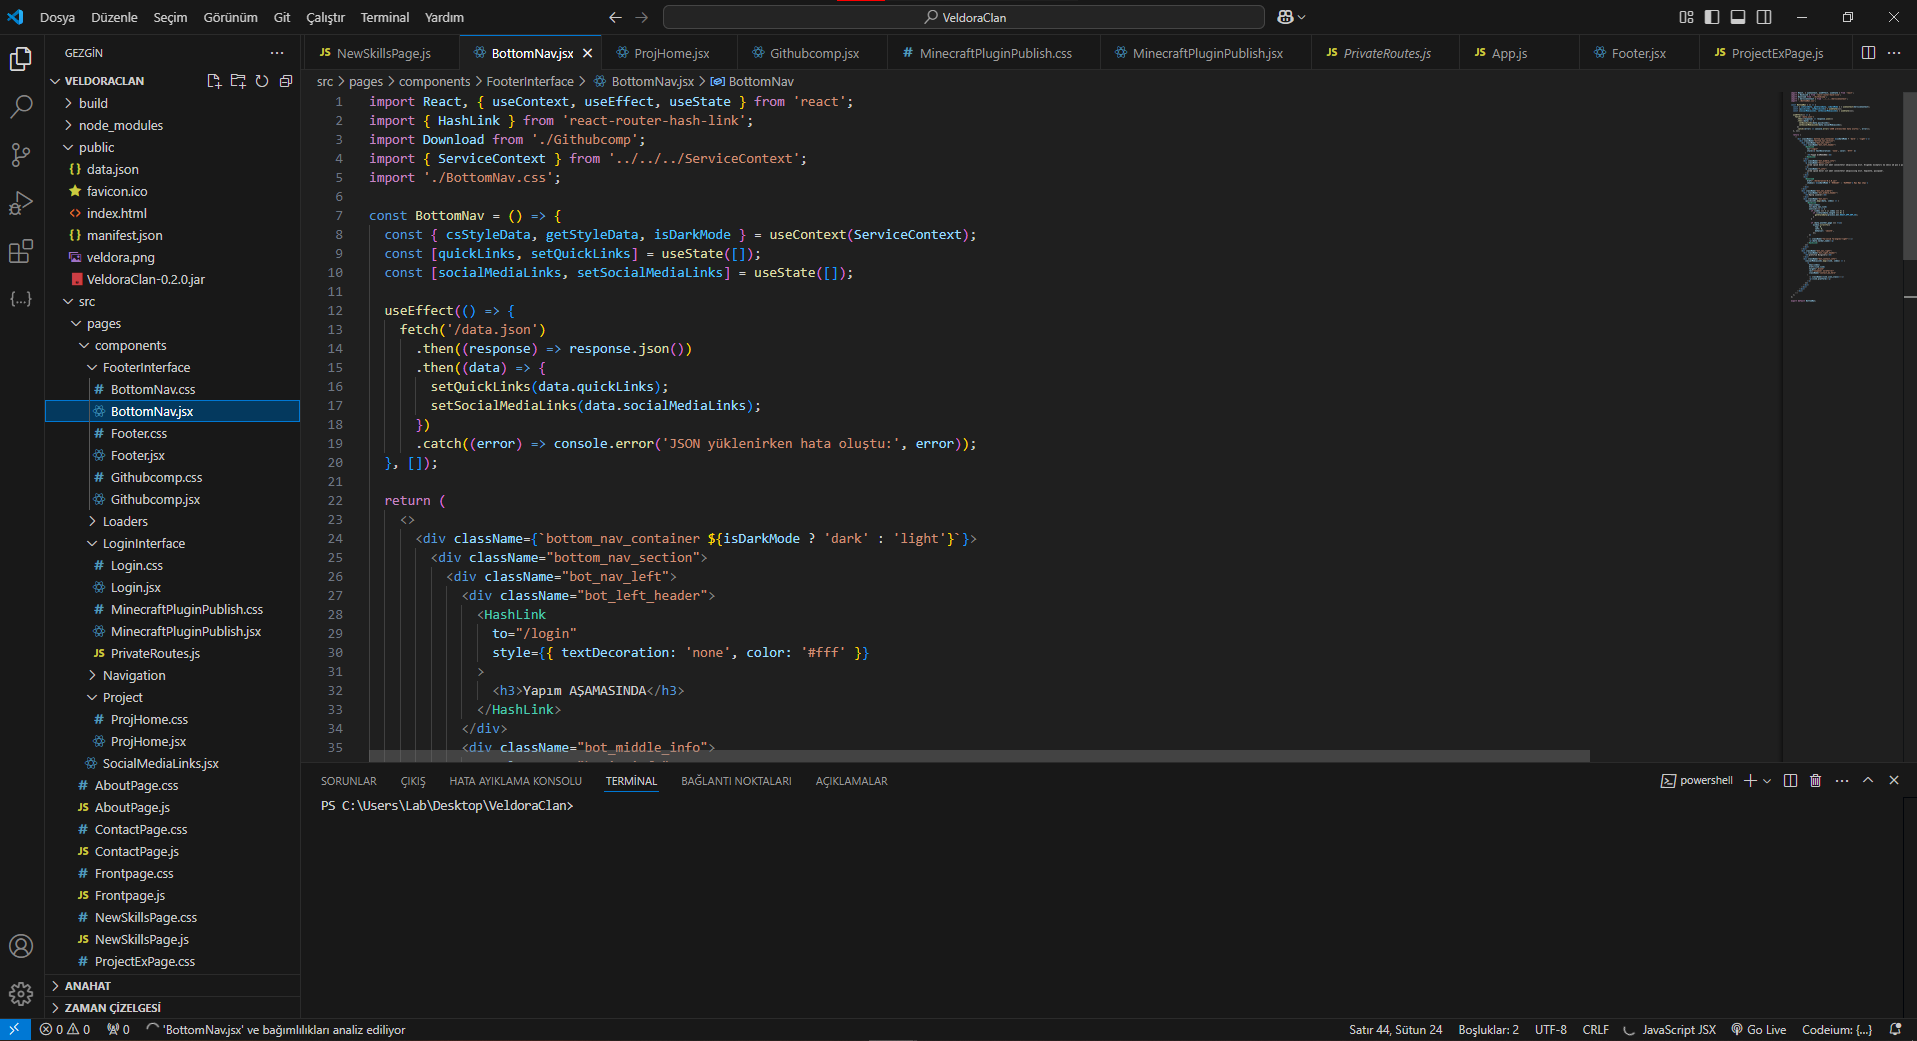 Dosya Düzenle Seçim Görünüm Git Çalıştır Terminal Yardım VeldoraClan
GEZGİN
NewSkillsPage.js BottomNav.jsx ProjHome.jsx Githubcomp.jsx MinecraftPluginPublish.css MinecraftPluginPublish.jsx PrivateRoutes.js App.js Footer.jsx ProjectExPage.js
src > pages > components > FooterInterface > BottomNav.jsx > BottomNav
VELDORACLAN
build
node_modules
public
data.json
favicon.ico
index.html
manifest.json
veldora.png
VeldoraClan-0.2.0.jar
src
pages
components
FooterInterface
BottomNav.css
BottomNav.jsx
Footer.css
Footer.jsx
Githubcomp.css
Githubcomp.jsx
Loaders
LoginInterface
Login.css
Login.jsx
MinecraftPluginPublish.css
MinecraftPluginPublish.jsx
PrivateRoutes.js
Navigation
Project
ProjHome.css
ProjHome.jsx
SocialMediaLinks.jsx
AboutPage.css
AboutPage.js
ContactPage.css
ContactPage.js
Frontpage.css
Frontpage.js
NewSkillsPage.css
NewSkillsPage.js
ProjectExPage.css
ANAHAT
ZAMAN ÇİZELGESİ
1 import React, { useContext, useEffect, useState } from 'react';
2 import { HashLink } from 'react-router-hash-link';
3 import Download from './Githubcomp';
4 import { ServiceContext } from '../../../ServiceContext';
5 import './BottomNav.css';
6
7 const BottomNav = () => {
8 const { csStyleData, getStyleData, isDarkMode } = useContext(ServiceContext);
9 const [quickLinks, setQuickLinks] = useState([]);
10 const [socialMediaLinks, setSocialMediaLinks] = useState([]);
11
12 useEffect(() => {
13 fetch('/data.json')
14 .then((response) => response.json())
15 .then((data) => {
16 setQuickLinks(data.quickLinks);
17 setSocialMediaLinks(data.socialMediaLinks);
18 })
19 .catch((error) => console.error('JSON yüklenirken hata oluştu:', error));
20 }, []);
21
22 return (
23 <>
24 <div className={`bottom_nav_container ${isDarkMode ? 'dark' : 'light'}`}>
25 <div className="bottom_nav_section">
26 <div className="bot_nav_left">
27 <div className="bot_left_header">
28 <HashLink
29 to="/login"
30 style={{ textDecoration: 'none', color: '#fff' }}
31 >
32 <h3>Yapım AŞAMASINDA</h3>
33 </HashLink>
34 </div>
35 <div className="bot_middle_info">
SORUNLAR ÇIKIŞ HATA AYIKLAMA KONSOLU TERMİNAL BAĞLANTI NOKTALARI AÇIKLAMALAR powershell
PS C:\Users\Lab\Desktop\VeldoraClan>
0 0 0 'BottomNav.jsx' ve bağımlılıkları analiz ediliyor Satır 44, Sütun 24 Boşluklar: 2 UTF-8 CRLF JavaScript JSX Go Live Codeium: {...}